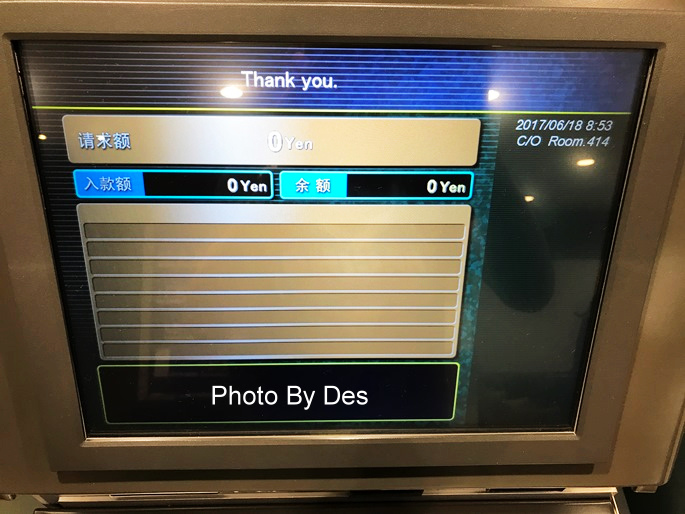 Thank you.
2017/06/18 8:53
C/O Room.414
请求额 0Yen
入款额 0Yen 余额 0Yen
Photo By Des